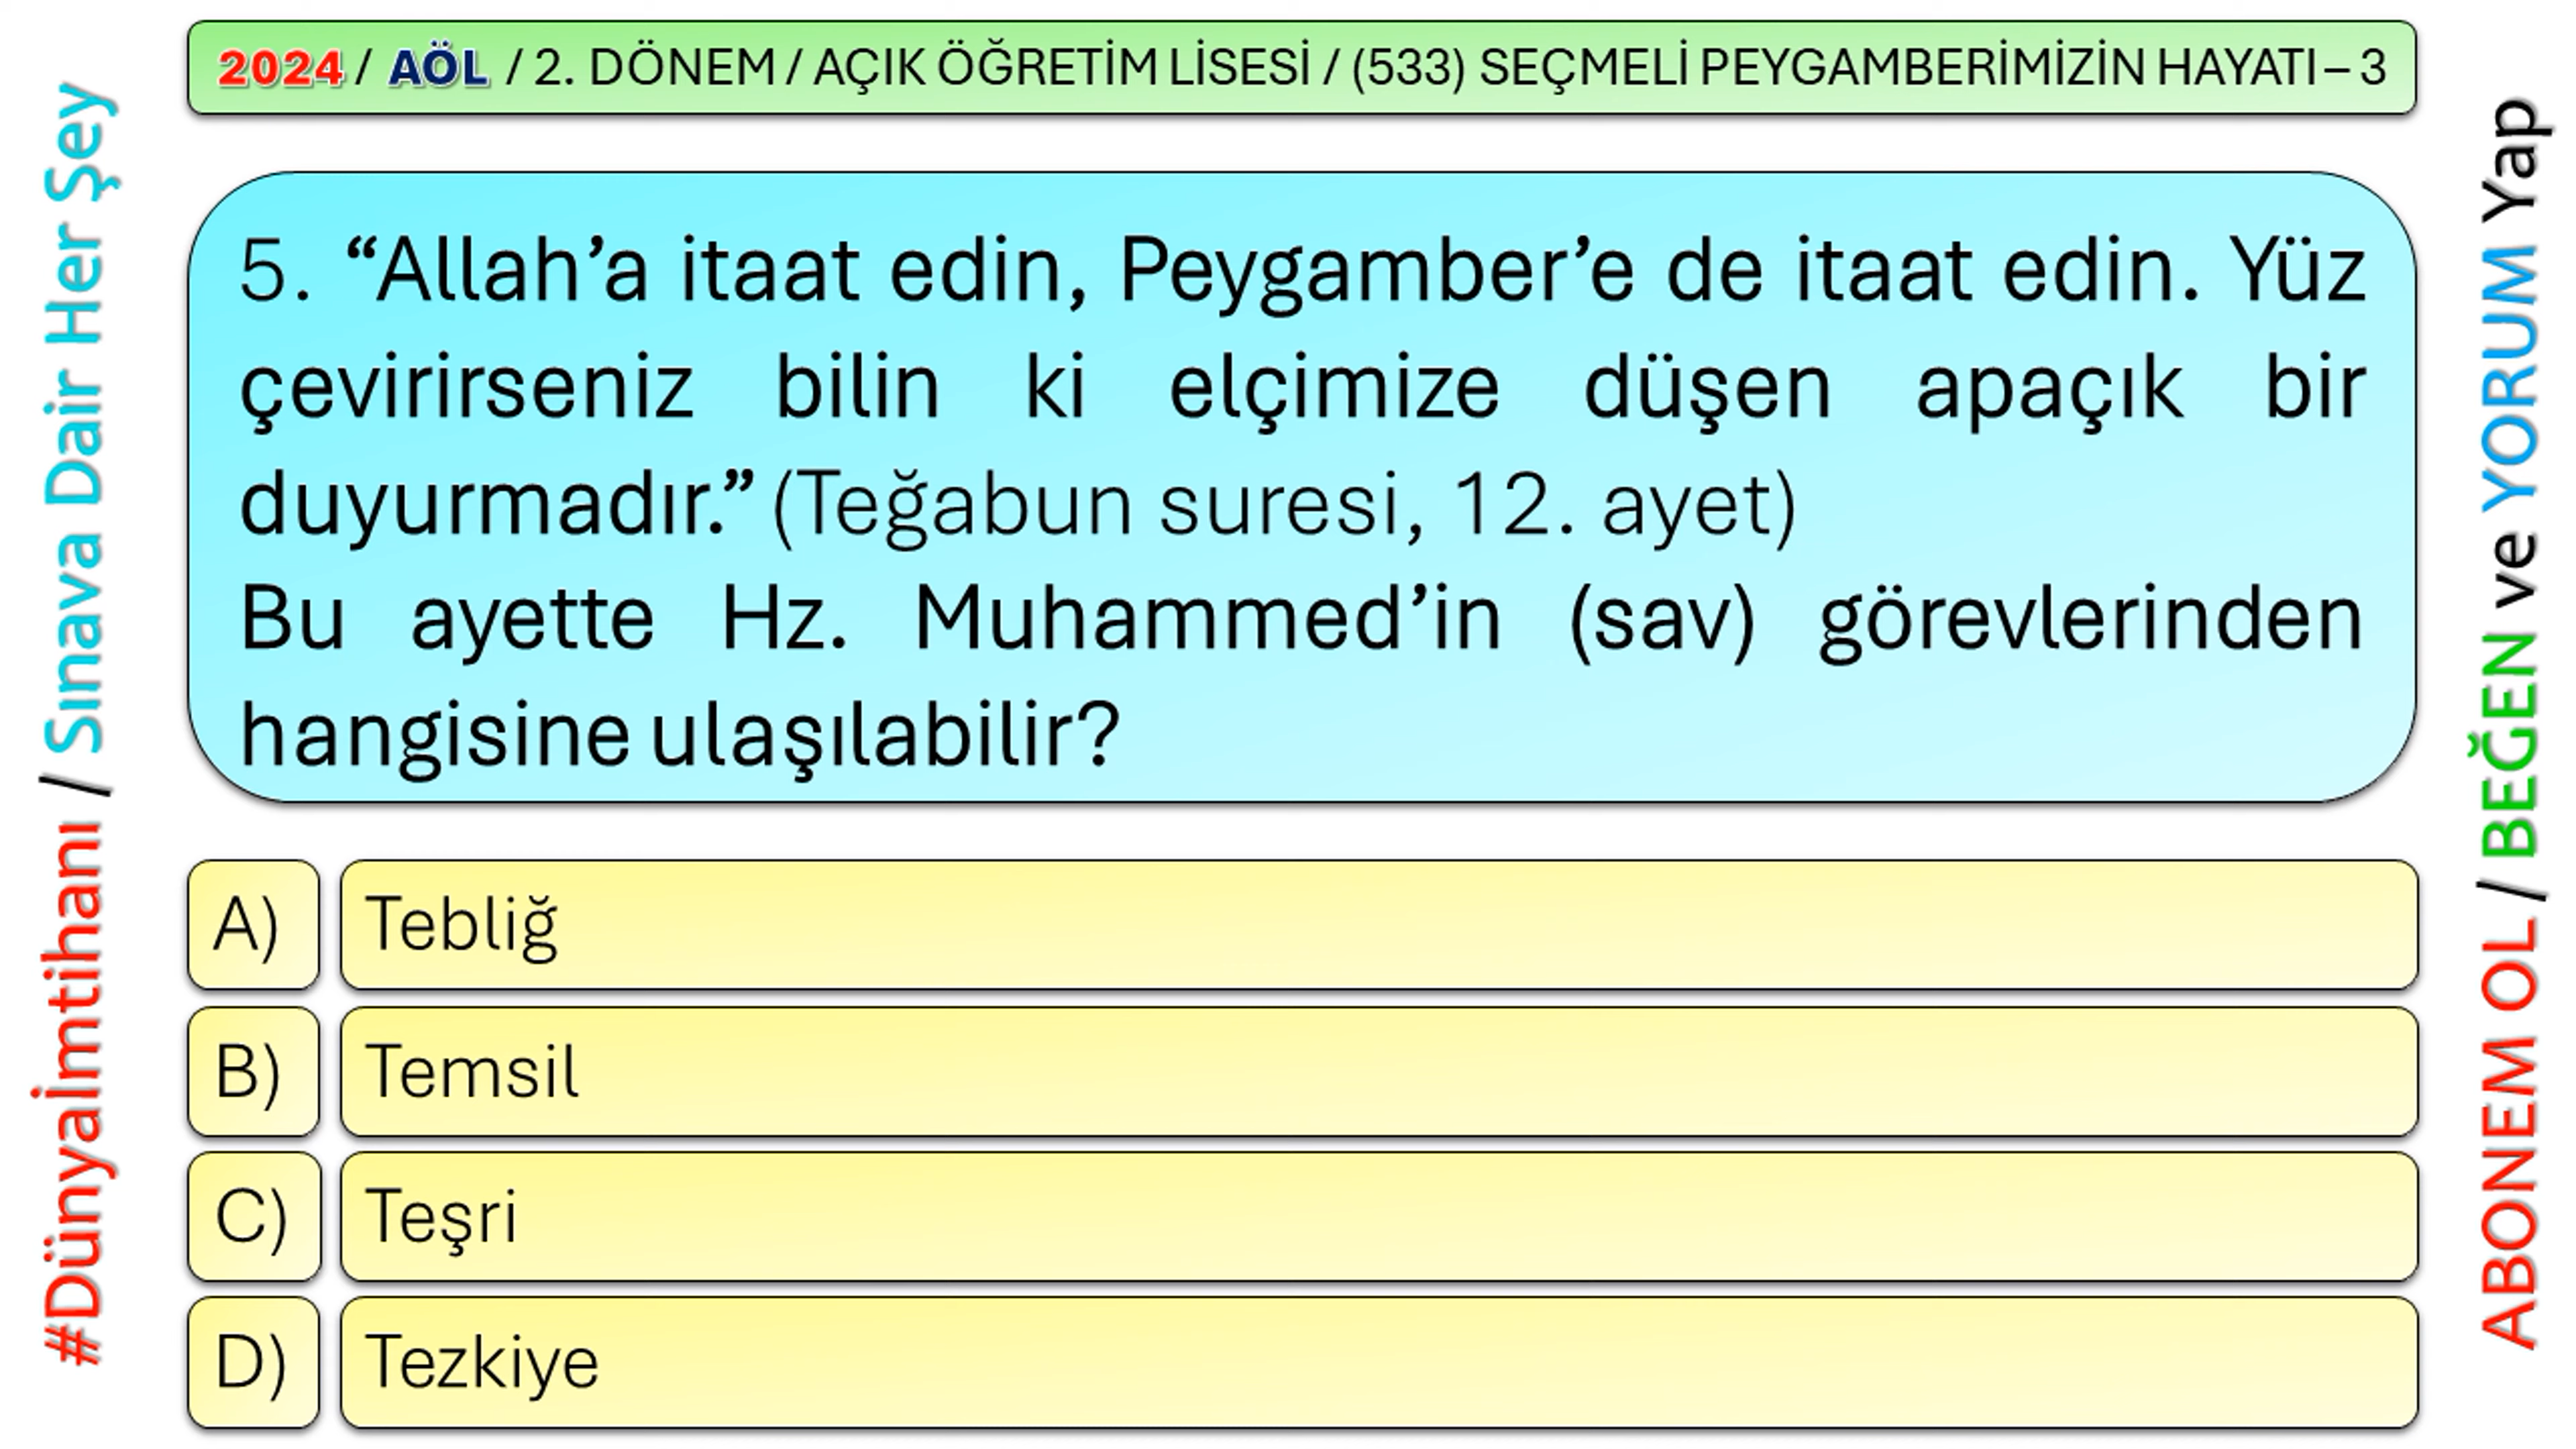 2024 / AÖL / 2. DÖNEM / AÇIK ÖĞRETİM LİSESİ / (533) SEÇMELİ PEYGAMBERİMİZİN HAYATI – 3
#Dünyaİmtihanı / Sınava Dair Her Şey
5. “Allah’a itaat edin, Peygamber’e de itaat edin. Yüz
çevirirseniz bilin ki elçimize düşen apaçık bir
duyurmadır.” (Teğabun suresi, 12. ayet)
Bu ayette Hz. Muhammed’in (sav) görevlerinden
hangisine ulaşılabilir?
A) Tebliğ
B) Temsil
C) Teşri
D) Tezkiye
ABONEM OL / BEĞEN ve YORUM Yap